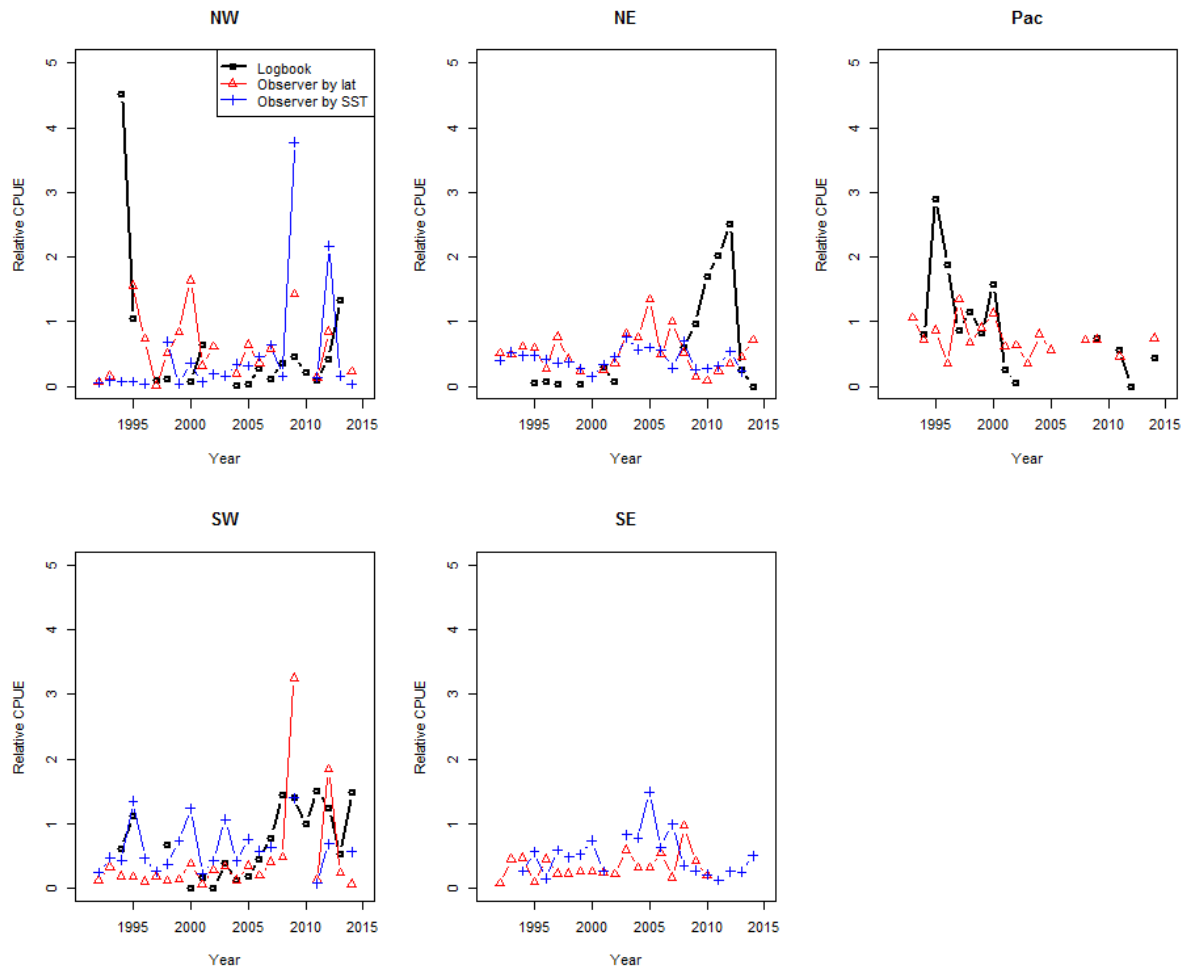 NW
NE
Pac
Relative CPUE
0 1 2 3 4 5
Logbook
Observer by lat
Observer by SST
1995 2000 2005 2010 2015
Year
Relative CPUE
0 1 2 3 4 5
1995 2000 2005 2010 2015
Year
Relative CPUE
0 1 2 3 4 5
1995 2000 2005 2010 2015
Year
SW
SE
Relative CPUE
0 1 2 3 4 5
1995 2000 2005 2010 2015
Year
Relative CPUE
0 1 2 3 4 5
1995 2000 2005 2010 2015
Year